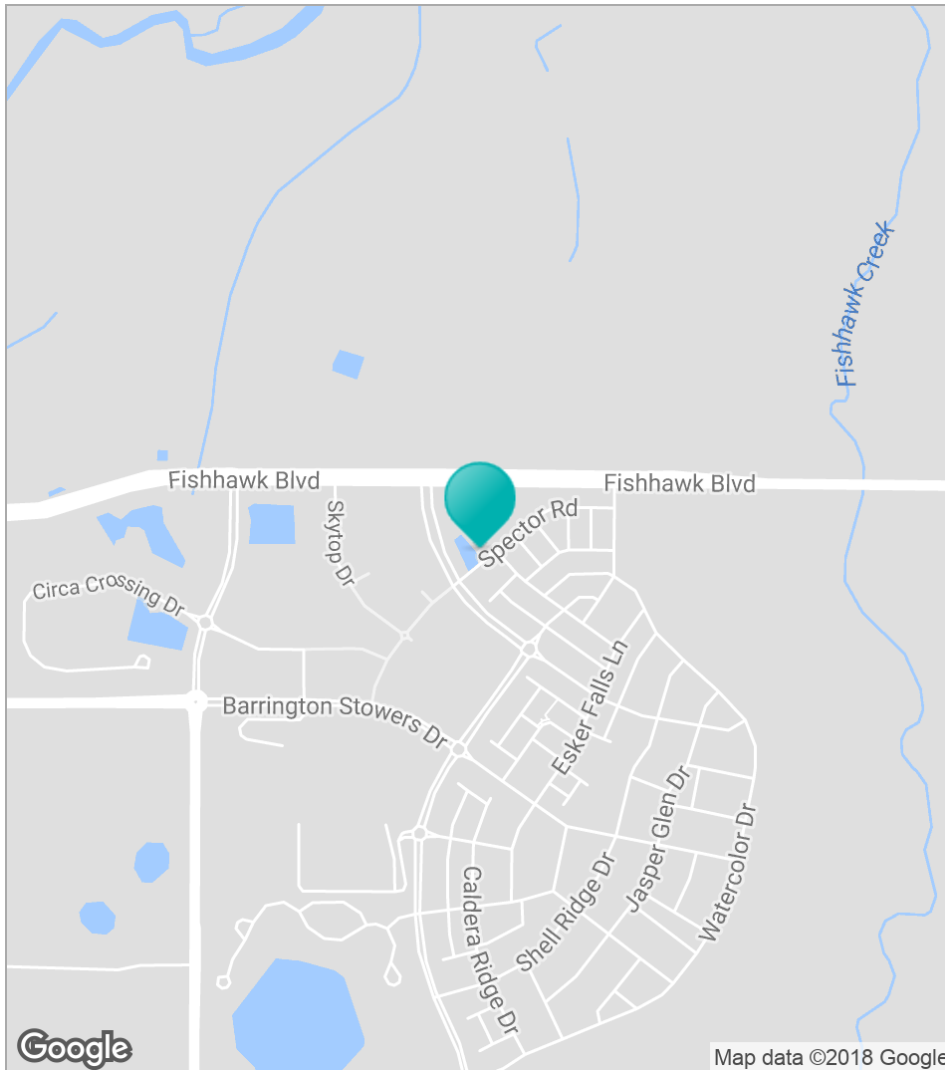 Fishhawk Creek
Fishhawk Blvd
Fishhawk Blvd
Skytop Dr
Spector Rd
Circa Crossing Dr
Barrington Stowers Dr
Esker Falls Ln
Jasper Glen Dr
Watercolor Dr
Shell Ridge Dr
Caldera Ridge Dr
Google
Map data ©2018 Google